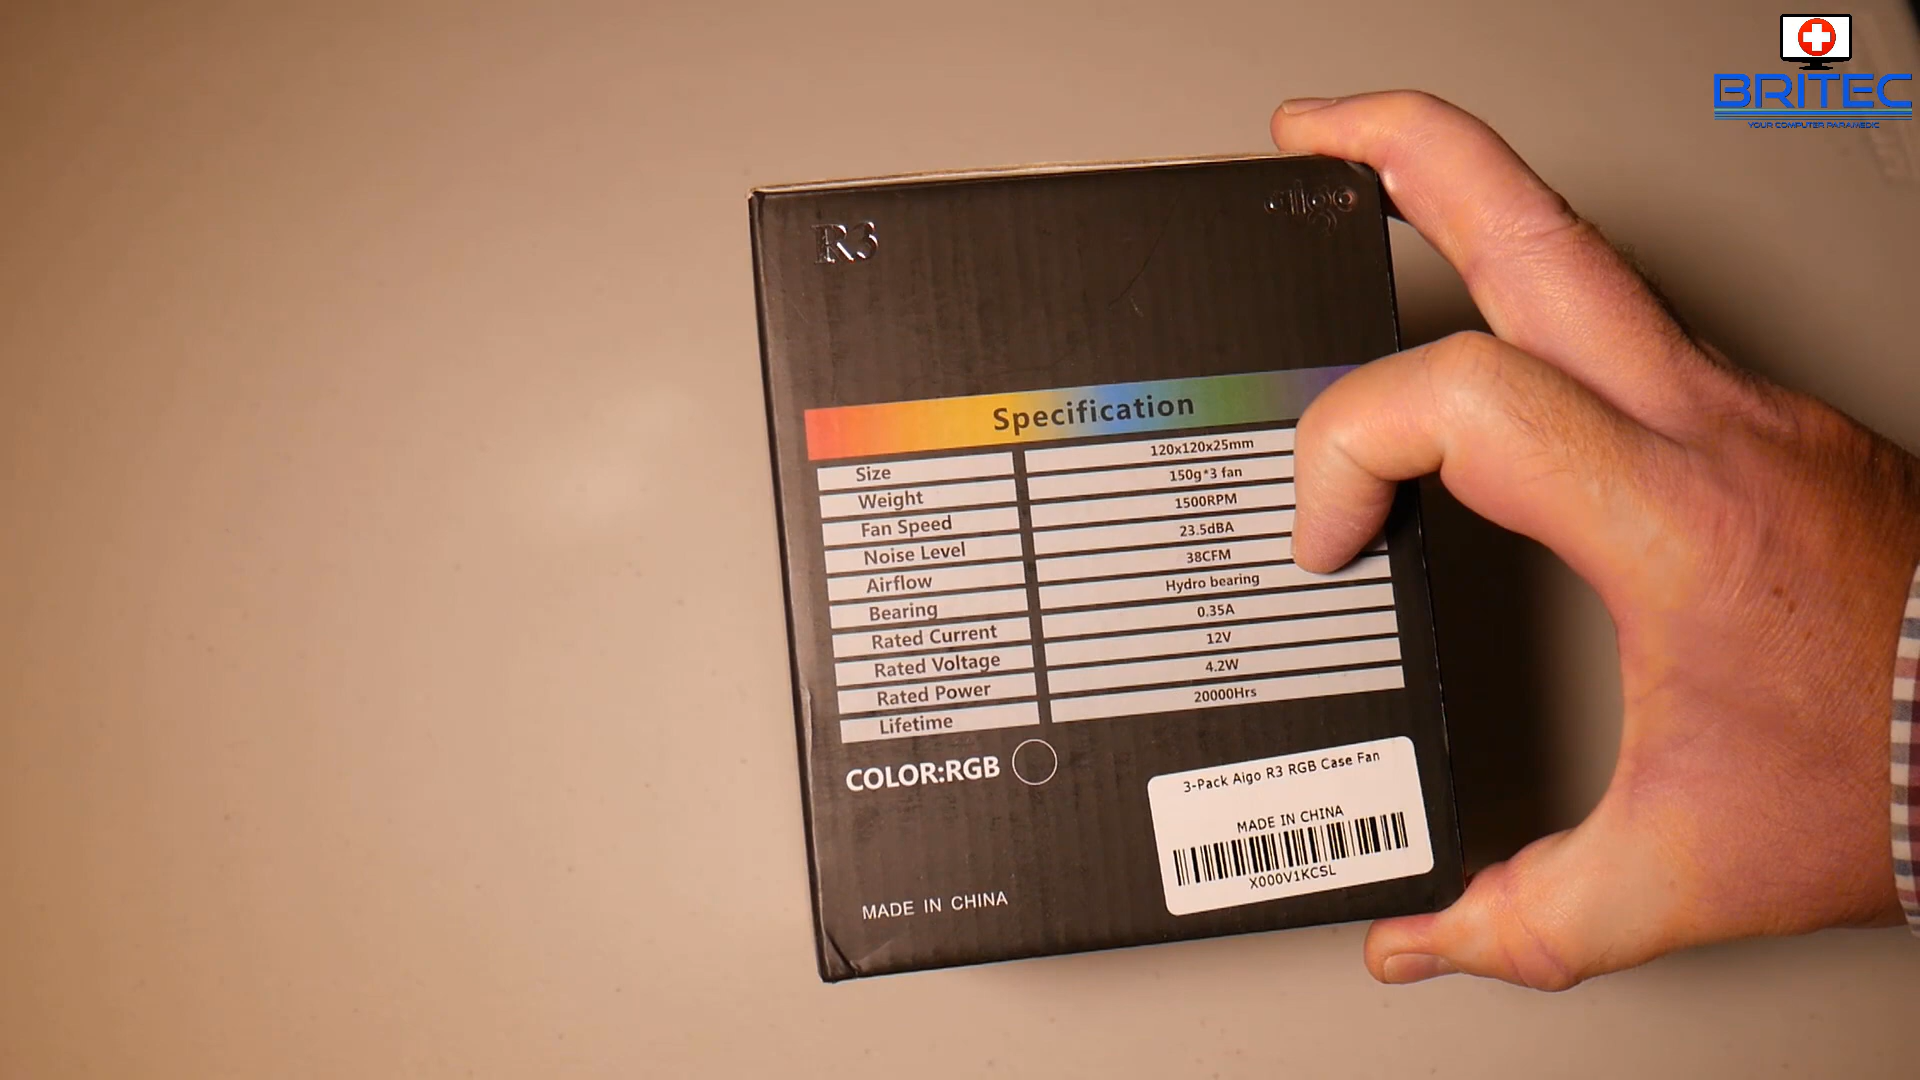 BRITEC
YOUR COMPUTER PARAMEDIC
R3
aigo
Specification
Size 120x120x25mm
Weight 150g*3 fan
Fan Speed 1500RPM
Noise Level 23.5dBA
Airflow 38CFM
Bearing Hydro bearing
Rated Current 0.35A
Rated Voltage 12V
Rated Power 4.2W
Lifetime 20000Hrs
COLOR:RGB
3-Pack Aigo R3 RGB Case Fan
MADE IN CHINA
X000V1KCSL
MADE IN CHINA